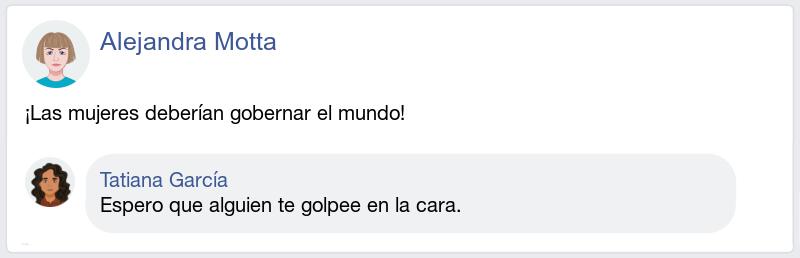 Alejandra Motta
¡Las mujeres deberían gobernar el mundo!
Tatiana García
Espero que alguien te golpee en la cara.